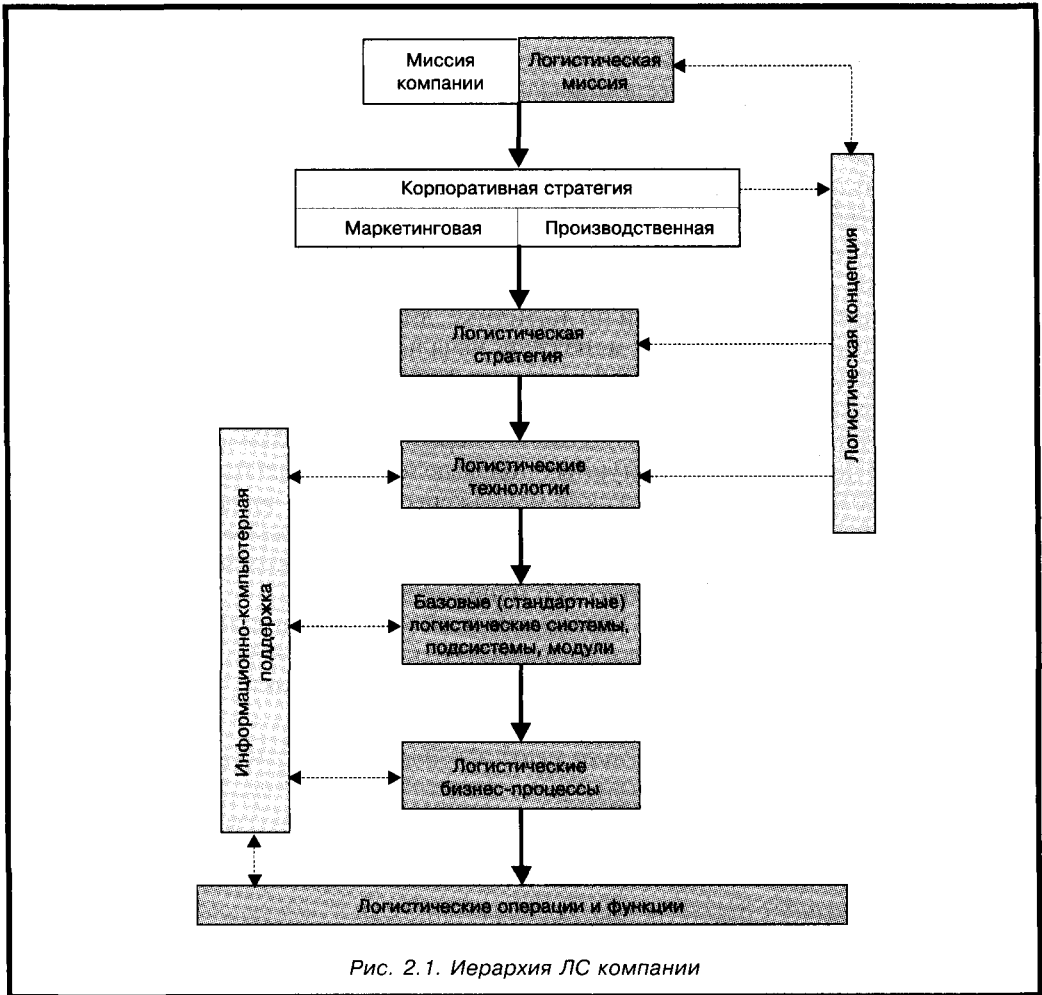 Миссия
компании
Логистическая
миссия
Корпоративная стратегия
Маркетинговая
Производственная
Логистическая концепция
Логистическая
стратегия
Логистические
технологии
Информационно-компьютерная
поддержка
Базовые (стандартные)
логистические системы,
подсистемы, модули
Логистические
бизнес-процессы
Логистические операции и функции
Рис. 2.1. Иерархия ЛС компании